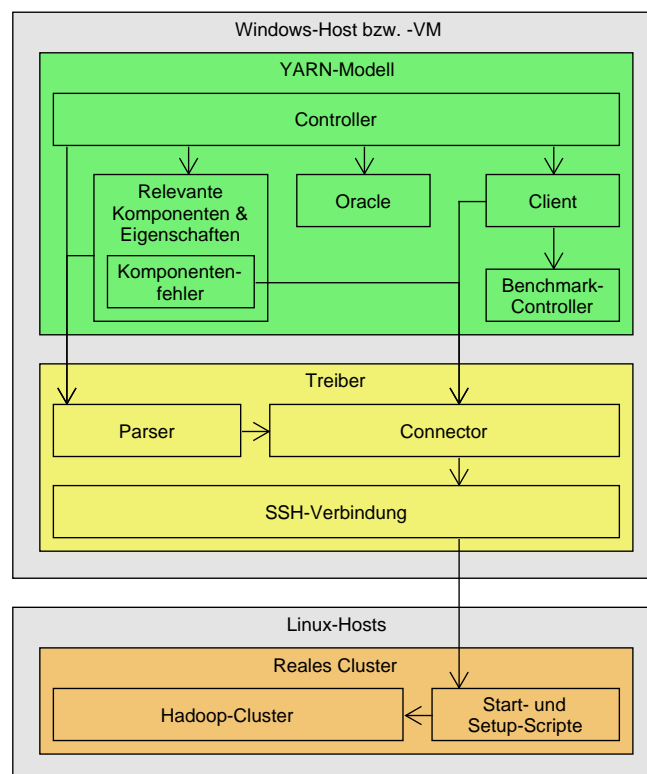 Windows-Host bzw. -VM
YARN-Modell
Controller
Relevante
Komponenten &
Eigenschaften
Komponenten-
fehler
Oracle
Client
Benchmark-
Controller
Treiber
Parser
Connector
SSH-Verbindung
Linux-Hosts
Reales Cluster
Hadoop-Cluster
Start- und
Setup-Scripte